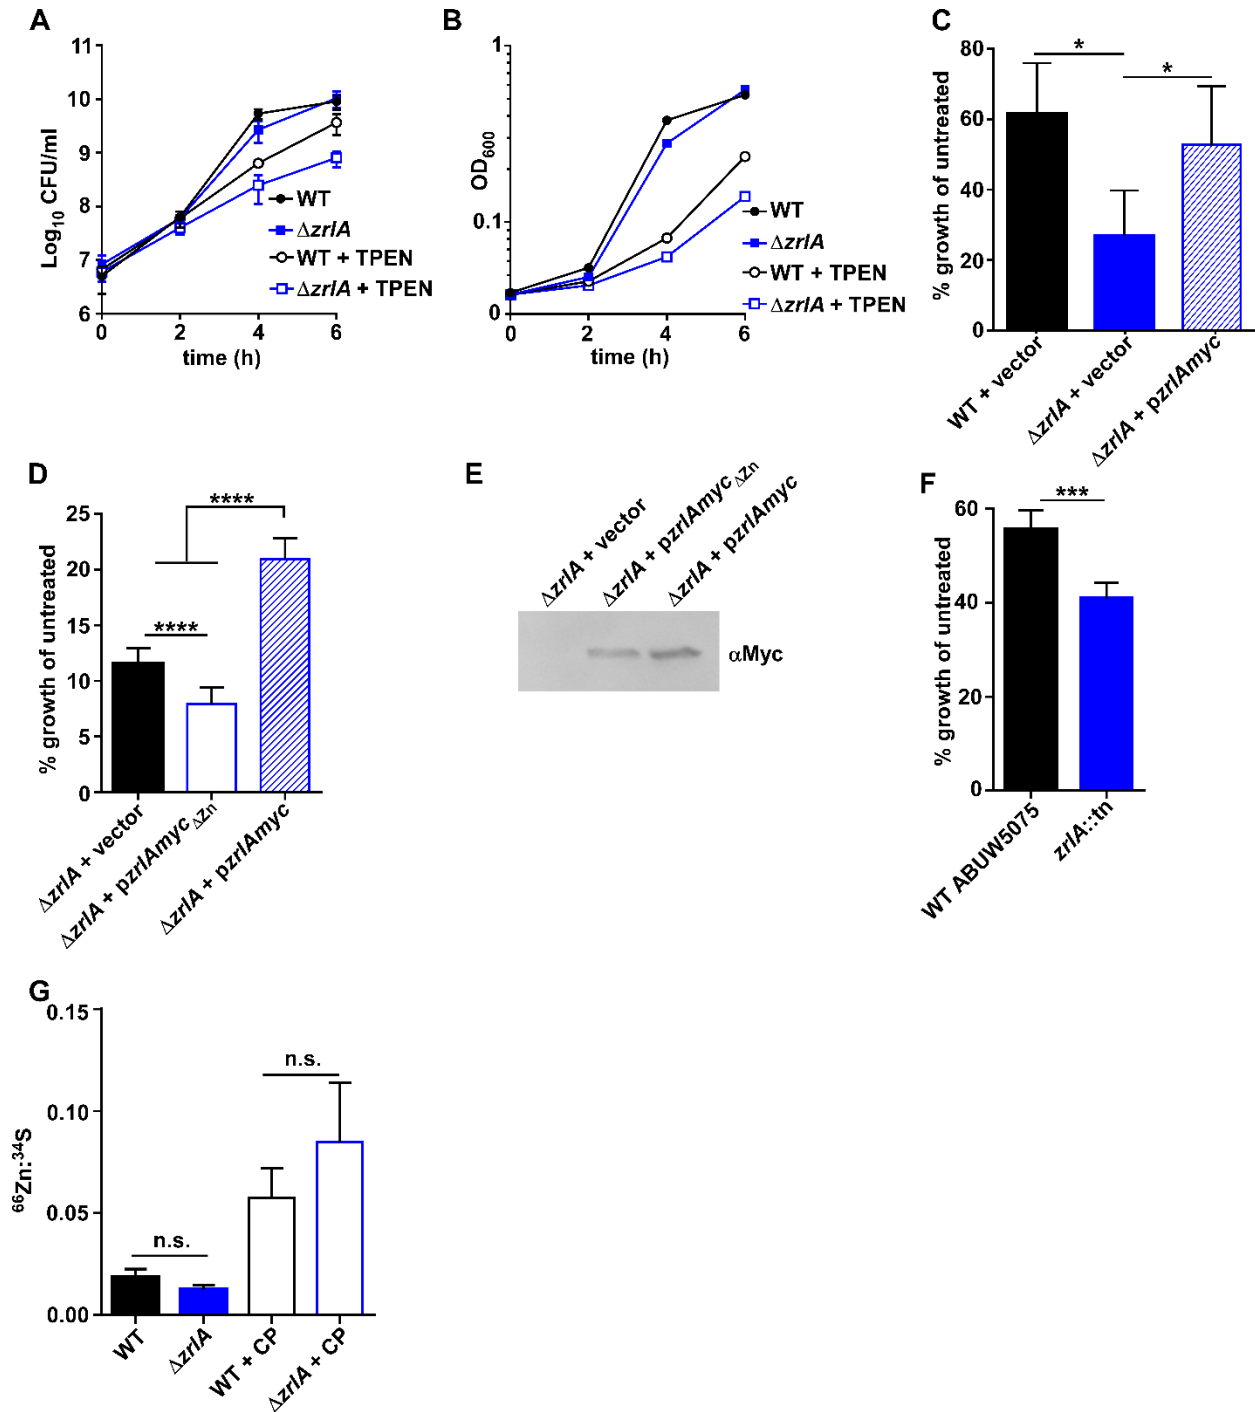 A
Log10 CFU/ml
11
10
9
8
7
6
0
2
4
6
time (h)
WT
ΔzrlA
WT + TPEN
ΔzrlA + TPEN
B
OD600
1
0.1
0
0
2
4
6
time (h)
WT
ΔzrlA
WT + TPEN
ΔzrlA + TPEN
C
% growth of untreated
80
60
40
20
0
*
*
WT + vector
ΔzrlA + vector
ΔzrlA + pzrlAmyc
D
% growth of untreated
25
20
15
10
5
0
****
****
ΔzrlA + vector
ΔzrlA + pzrlAmycΔZn
ΔzrlA + pzrlAmyc
E
ΔzrlA + vector
ΔzrlA + pzrlAmycΔZn
ΔzrlA + pzrlAmyc
αMyc
F
% growth of untreated
60
40
20
0
***
WT ABUW5075
zrlA::tn
G
66Zn:34S
0.15
0.10
0.05
0.00
n.s.
n.s.
WT
ΔzrlA
WT + CP
ΔzrlA + CP